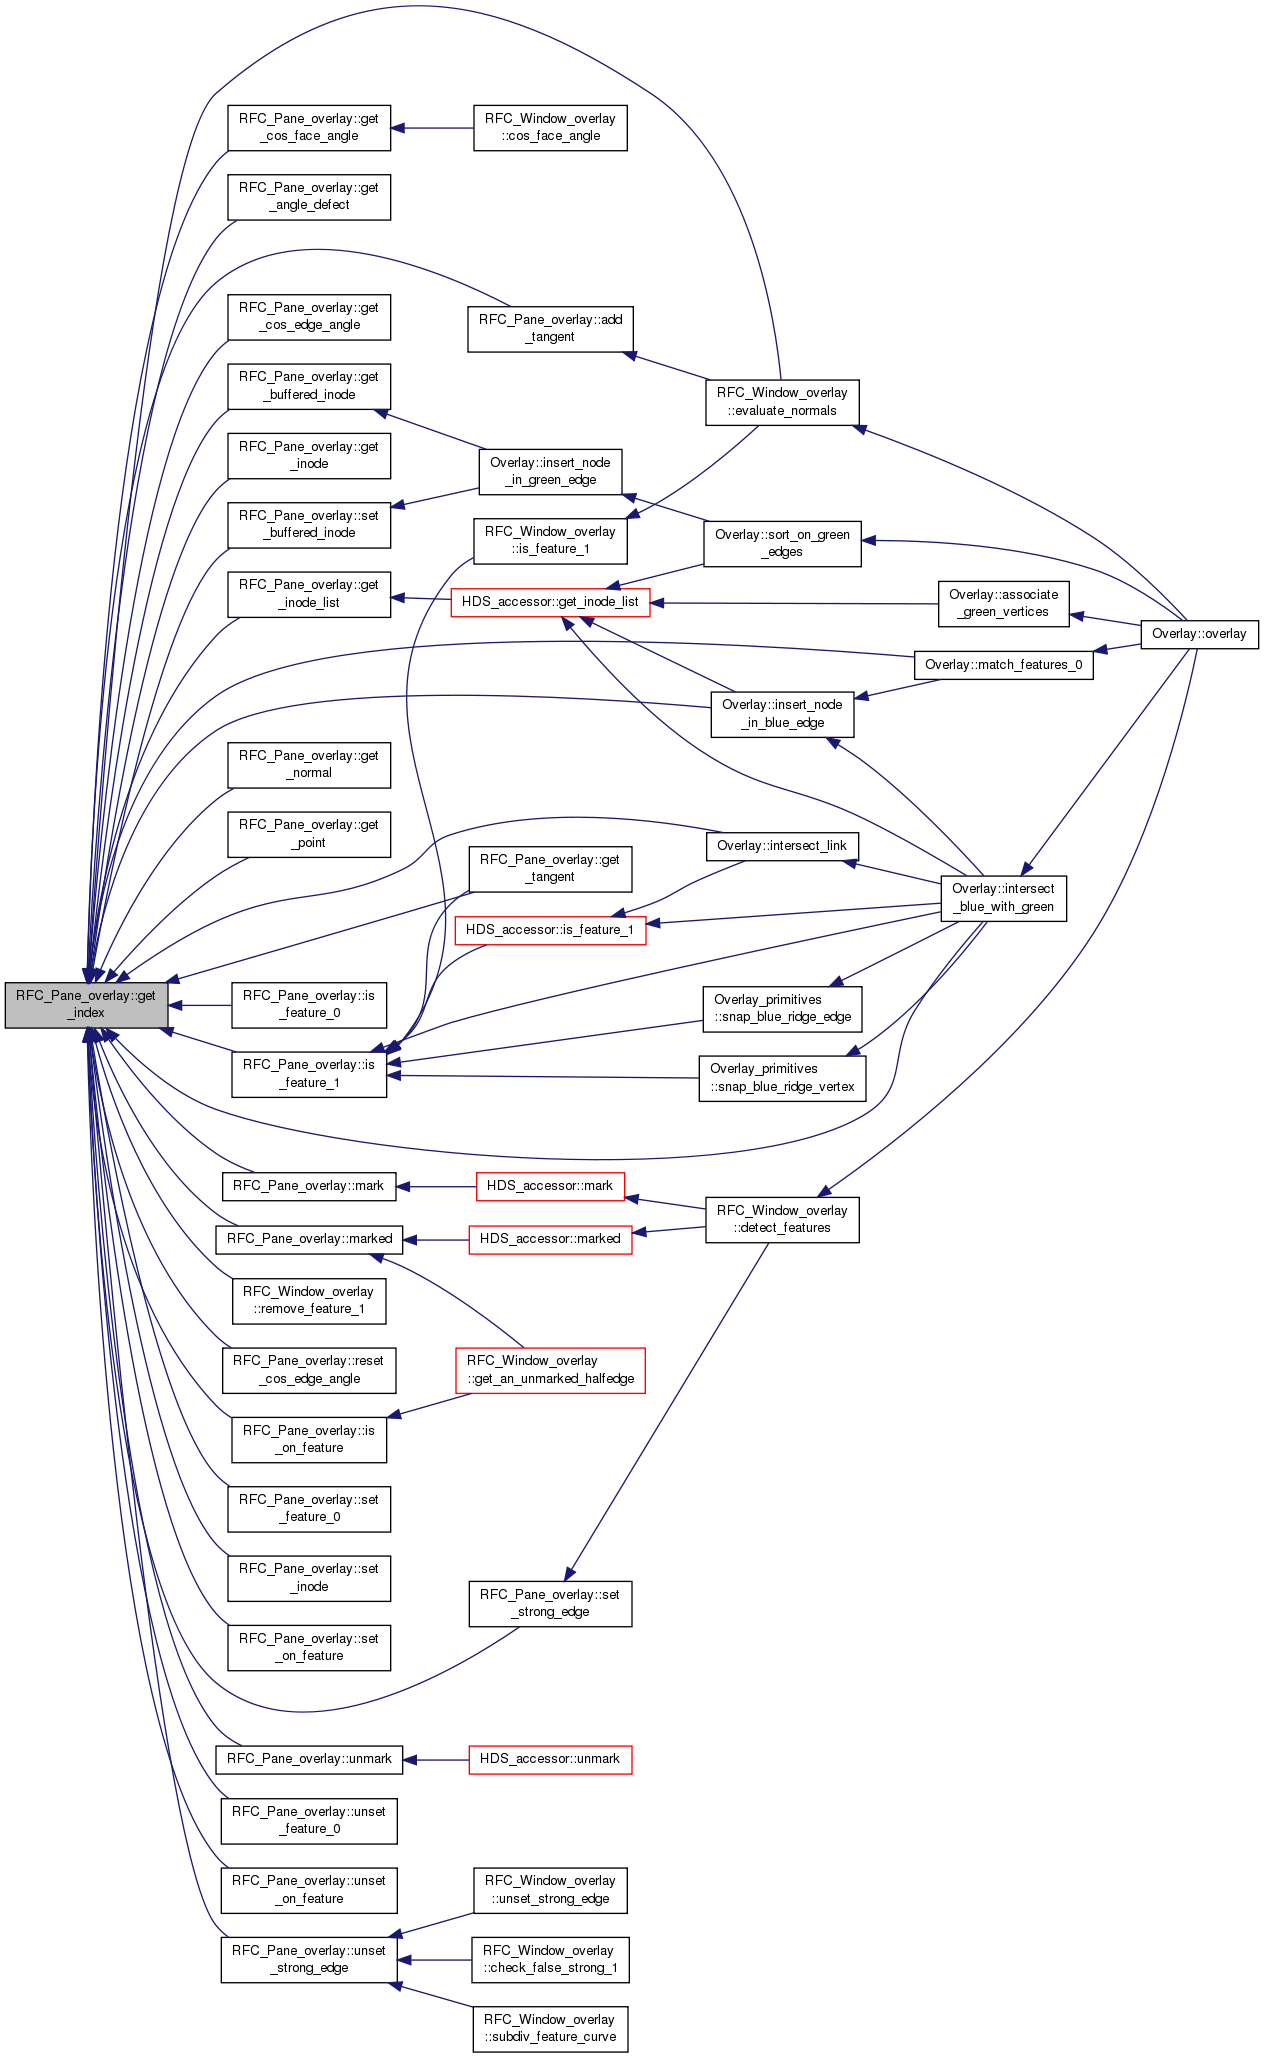 RFC_Pane_overlay::get
_cos_face_angle
RFC_Window_overlay
::cos_face_angle
RFC_Pane_overlay::get
_angle_defect
RFC_Pane_overlay::get
_cos_edge_angle
RFC_Pane_overlay::add
_tangent
RFC_Pane_overlay::get
_buffered_inode
RFC_Window_overlay
::evaluate_normals
RFC_Pane_overlay::get
_inode
Overlay::insert_node
_in_green_edge
RFC_Pane_overlay::set
_buffered_inode
RFC_Window_overlay
::is_feature_1
Overlay::sort_on_green
_edges
RFC_Pane_overlay::get
_inode_list
HDS_accessor::get_inode_list
Overlay::associate
_green_vertices
Overlay::overlay
Overlay::match_features_0
Overlay::insert_node
_in_blue_edge
RFC_Pane_overlay::get
_normal
RFC_Pane_overlay::get
_point
Overlay::intersect_link
RFC_Pane_overlay::get
_tangent
Overlay::intersect
_blue_with_green
HDS_accessor::is_feature_1
RFC_Pane_overlay::get
_index
RFC_Pane_overlay::is
_feature_0
Overlay_primitives
::snap_blue_ridge_edge
RFC_Pane_overlay::is
_feature_1
Overlay_primitives
::snap_blue_ridge_vertex
RFC_Pane_overlay::mark
HDS_accessor::mark
RFC_Window_overlay
::detect_features
RFC_Pane_overlay::marked
HDS_accessor::marked
RFC_Window_overlay
::remove_feature_1
RFC_Pane_overlay::reset
_cos_edge_angle
RFC_Window_overlay
::get_an_unmarked_halfedge
RFC_Pane_overlay::is
_on_feature
RFC_Pane_overlay::set
_feature_0
RFC_Pane_overlay::set
_inode
RFC_Pane_overlay::set
_strong_edge
RFC_Pane_overlay::set
_on_feature
RFC_Pane_overlay::unmark
HDS_accessor::unmark
RFC_Pane_overlay::unset
_feature_0
RFC_Pane_overlay::unset
_on_feature
RFC_Window_overlay
::unset_strong_edge
RFC_Pane_overlay::unset
_strong_edge
RFC_Window_overlay
::check_false_strong_1
RFC_Window_overlay
::subdiv_feature_curve